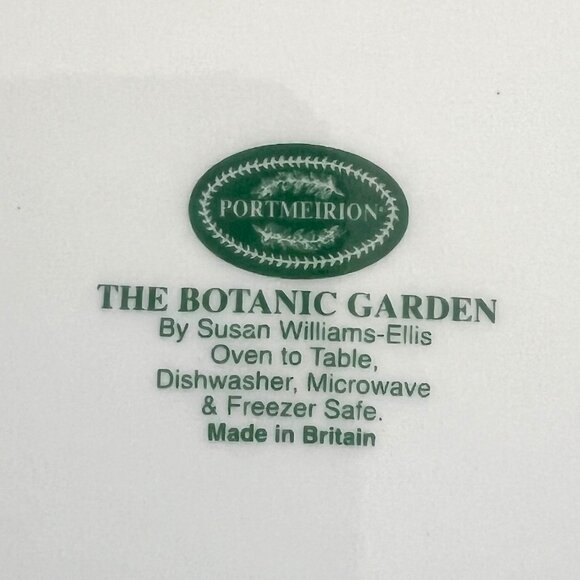 PORTMEIRION®
THE BOTANIC GARDEN
By Susan Williams-Ellis
Oven to Table,
Dishwasher, Microwave
& Freezer Safe.
Made in Britain